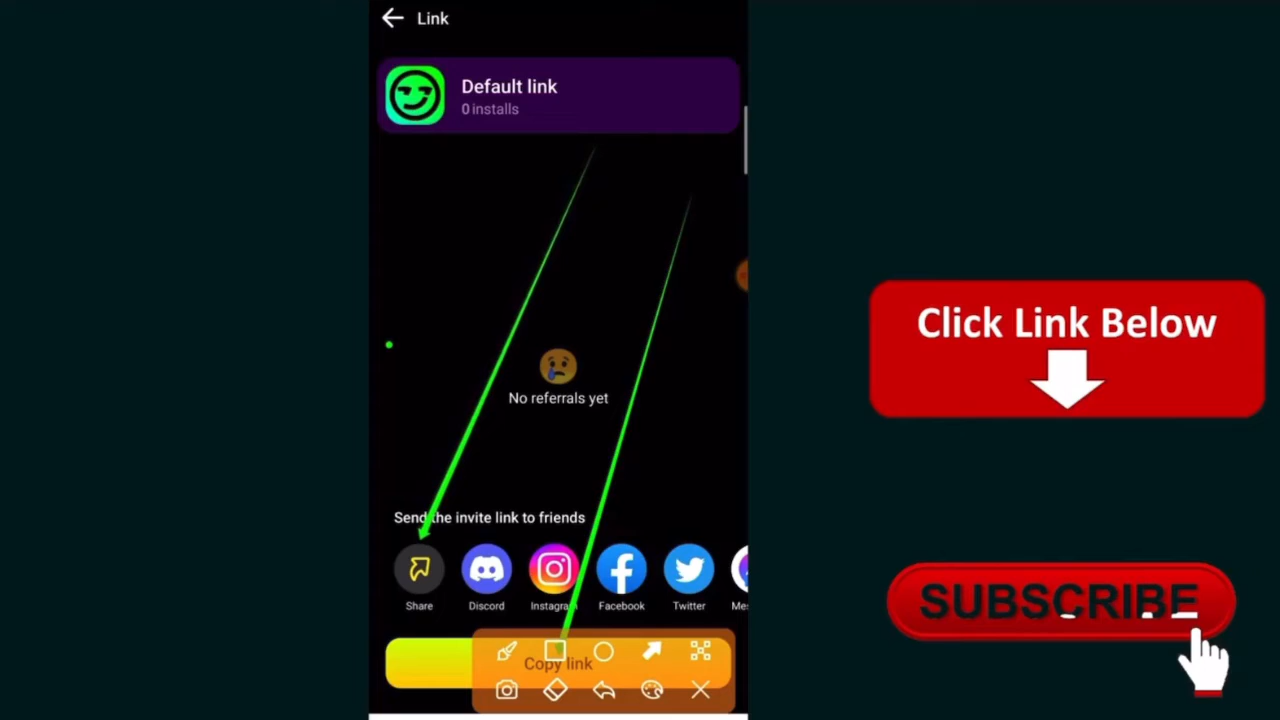 Link
Default link
0 installs
No referrals yet
Send the invite link to friends
Share
Discord
Instagram
Facebook
Twitter
Copy link
Click Link Below
SUBSCRIBE